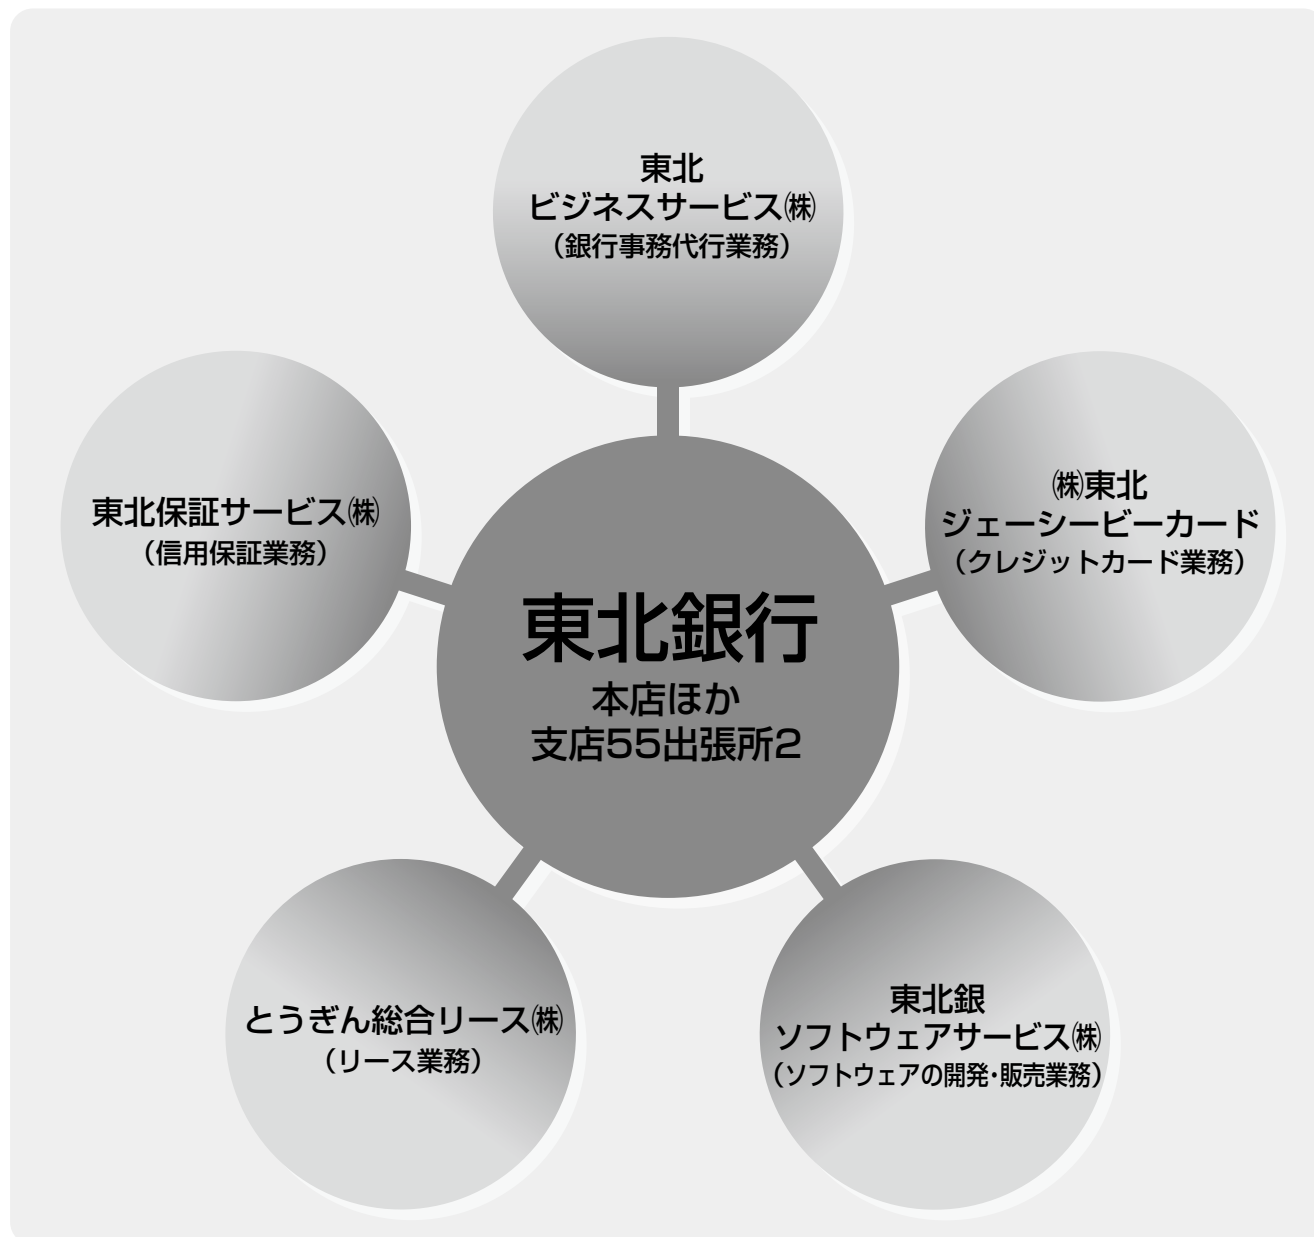 東北
ビジネスサービス㈱
（銀行事務代行業務）
東北保証サービス㈱
（信用保証業務）
㈱東北
ジェーシービーカード
（クレジットカード業務）
東北銀行
本店ほか
支店55出張所2
とうぎん総合リース㈱
（リース業務）
東北銀
ソフトウェアサービス㈱
（ソフトウェアの開発･販売業務）